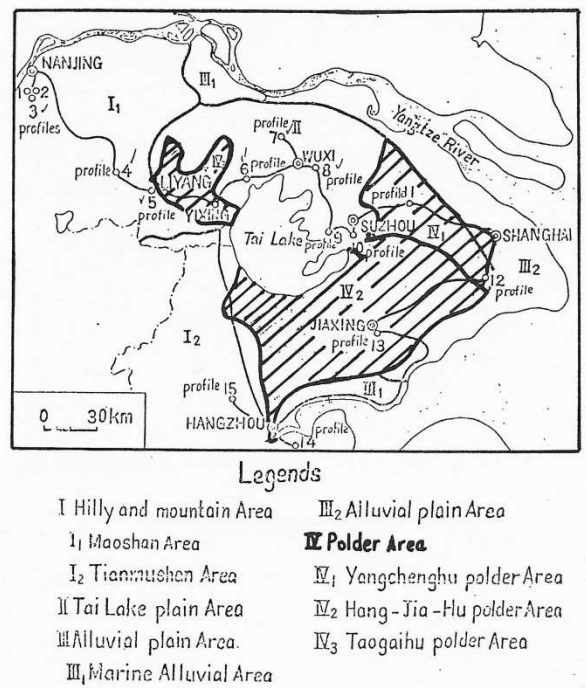 NANJING
III₁
1 2
3✓
profiles
I₁
Yangtze River
profile /II
7
profile 4
LIYANG
IV₃
profile
WUXI
6
8✓
profile
✓5
profile
YIXING
profile 1
Tai Lake
SUZHOU
IV₁
SHANGHAI
profile 9
10 profile
III₂
12
profile
IV₂
I₂
JIAXING
profile 13
profile 15
III₁
0 30km
HANGZHOU
profile
14
Legends
I Hilly and mountain Area
I₁ Maoshan Area
I₂ Tianmushan Area
II Tai Lake plain Area
III Alluvial plain Area.
III₁ Marine Alluvial Area
III₂ Alluvial plain Area
IV Polder Area
IV₁ Yangchenghu polder Area
IV₂ Hang-Jia-Hu polder Area
IV₃ Taogaihu polder Area